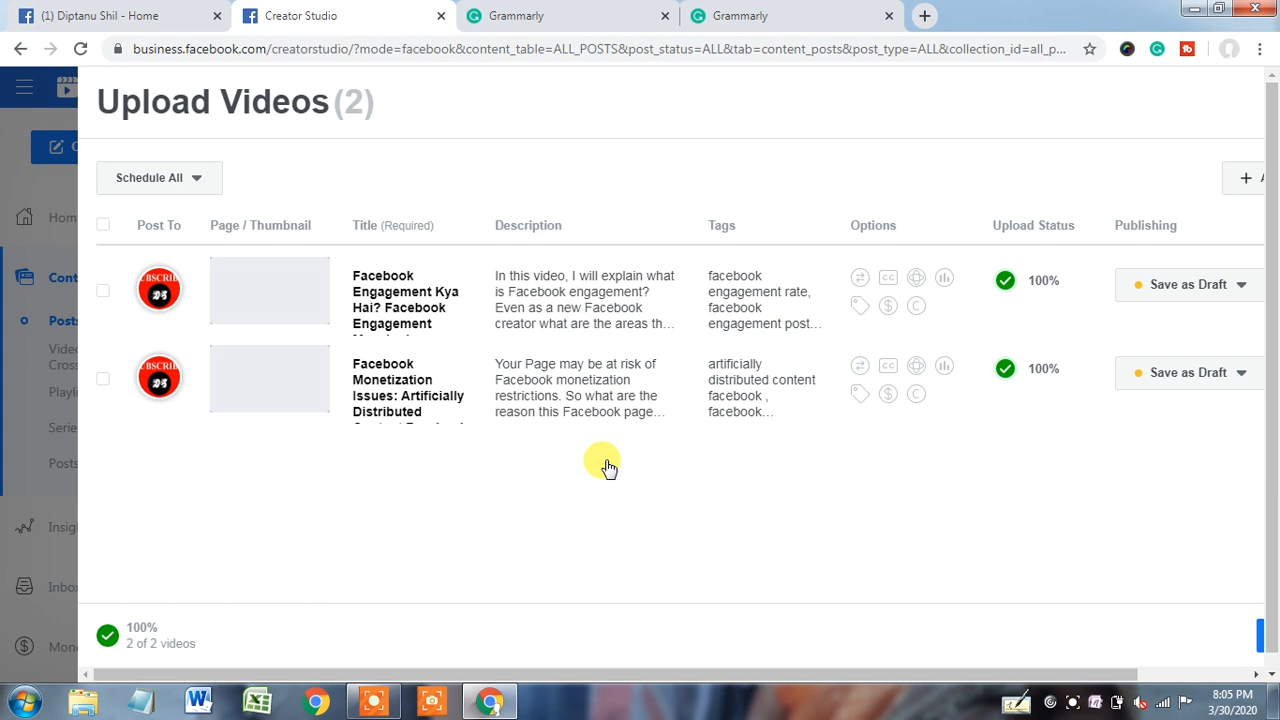 (1) Diptanu Shil - Home
Creator Studio
Grammarly
Grammarly
business.facebook.com/creatorstudio/?mode=facebook&content_table=ALL_POSTS&post_status=ALL&tab=content_posts&post_type=ALL&collection_id=all_p...
Upload Videos (2)
Schedule All
Post To
Page / Thumbnail
Title (Required)
Description
Tags
Options
Upload Status
Publishing
Facebook
Engagement Kya
Hai? Facebook
Engagement
In this video, I will explain what
is Facebook engagement?
Even as a new Facebook
creator what are the areas th...
facebook
engagement rate,
facebook
engagement post...
CC
100%
Save as Draft
Facebook
Monetization
Issues: Artificially
Distributed
Your Page may be at risk of
Facebook monetization
restrictions. So what are the
reason this Facebook page...
artificially
distributed content
facebook ,
facebook...
CC
100%
Save as Draft
Hom
Cont
Posts
Video
Cross
Playli
Serie
Posts
Insig
Inbox
Mone
100%
2 of 2 videos
8:05 PM
3/30/2020